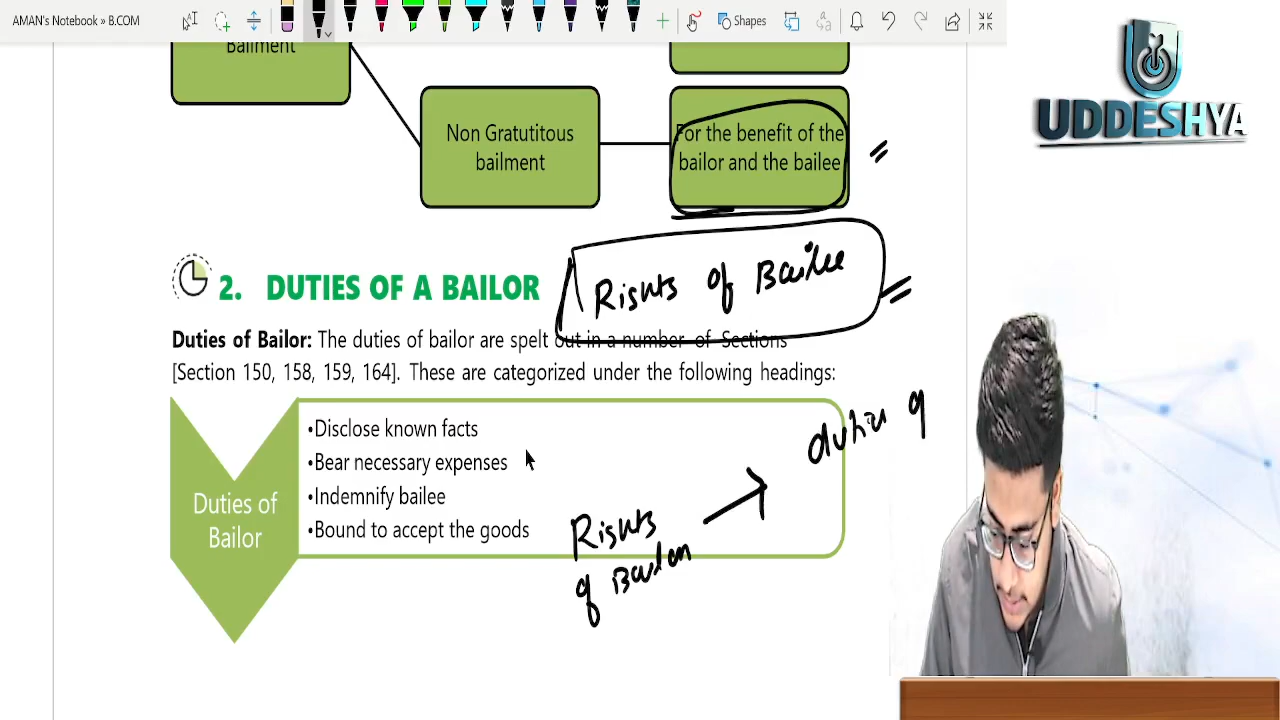 AMAN's Notebook » B.COM
Shapes
UDDESHYA
Bailment
Non Gratutitous
bailment
For the benefit of the
bailor and the bailee
2. DUTIES OF A BAILOR
Rights of Bailee
Duties of Bailor: The duties of bailor are spelt out in a number of Sections
[Section 150, 158, 159, 164]. These are categorized under the following headings:
Duties of
Bailor
•Disclose known facts
•Bear necessary expenses
•Indemnify bailee
•Bound to accept the goods
Rights
of Bailor
duties of